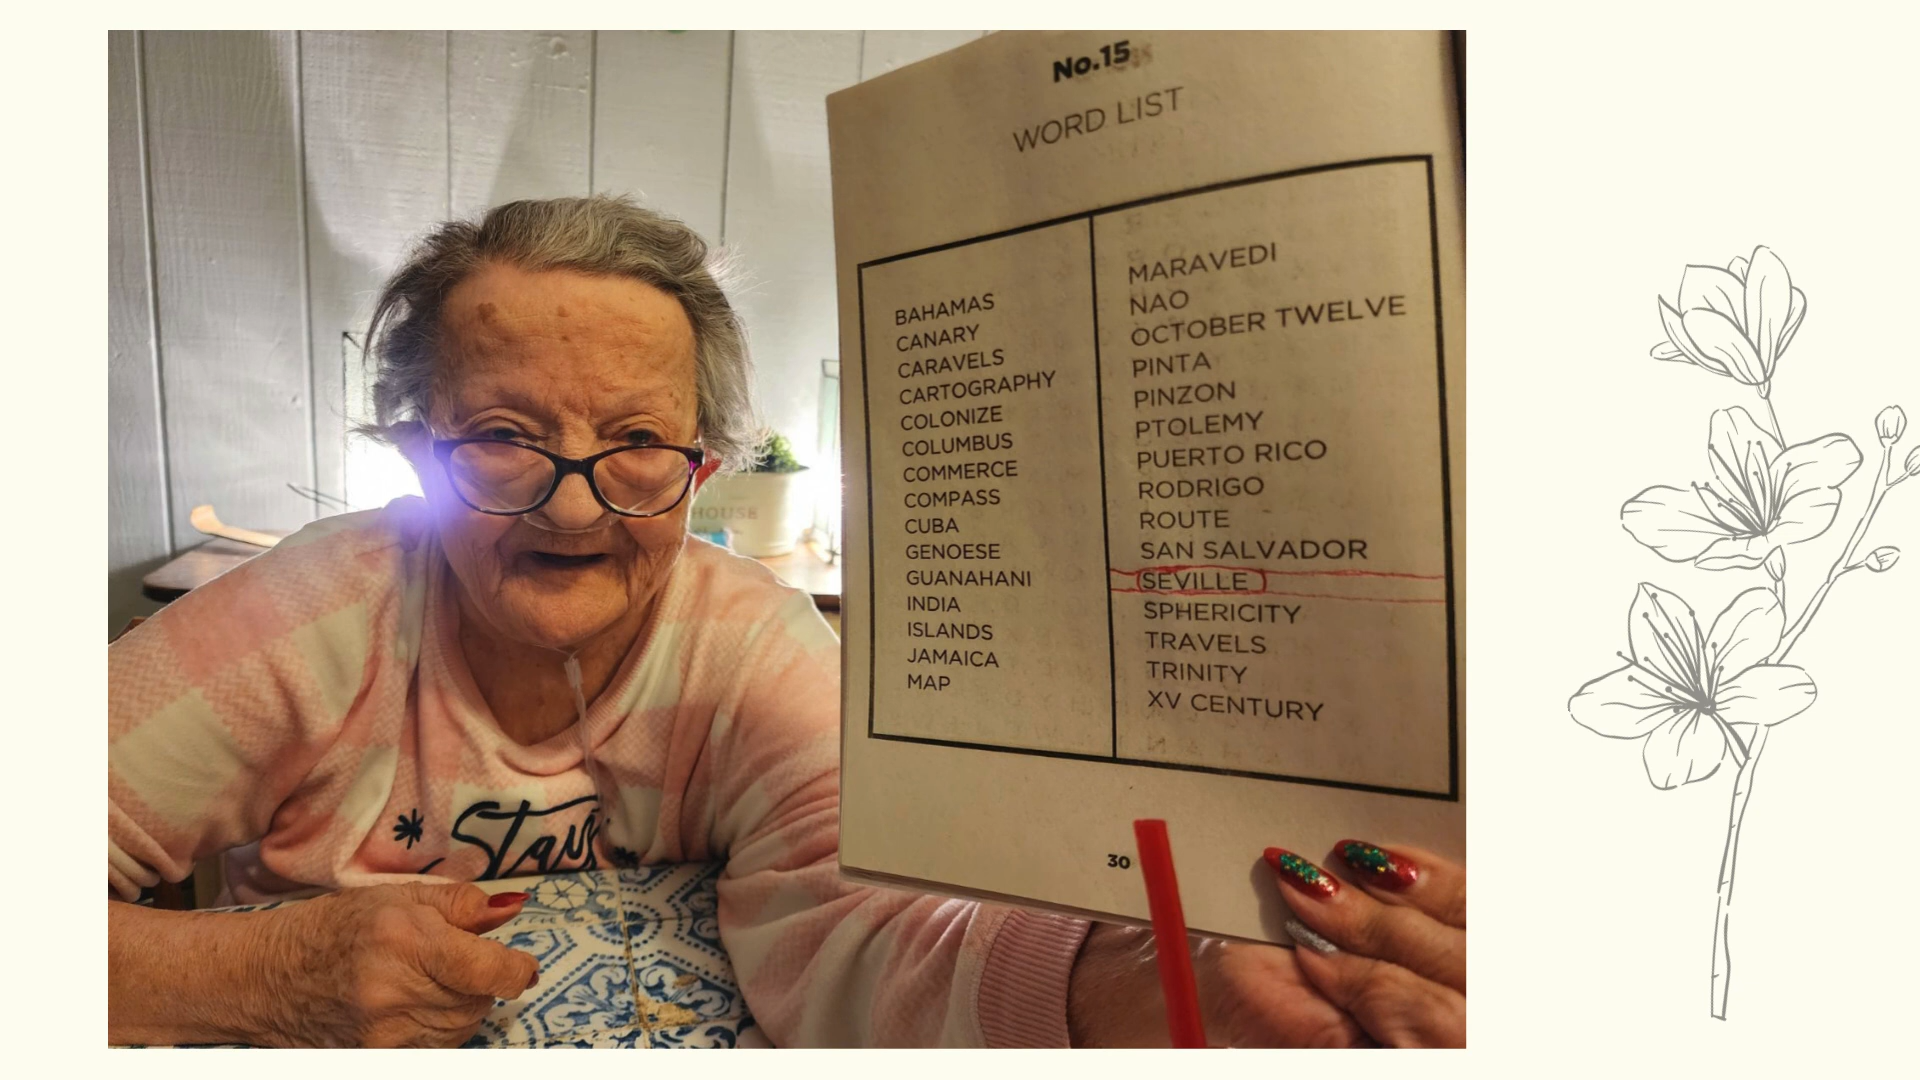 No.15
WORD LIST
BAHAMAS
CANARY
CARAVELS
CARTOGRAPHY
COLONIZE
COLUMBUS
COMMERCE
COMPASS
CUBA
GENOESE
GUANAHANI
INDIA
ISLANDS
JAMAICA
MAP
MARAVEDI
NAO
OCTOBER TWELVE
PINTA
PINZON
PTOLEMY
PUERTO RICO
RODRIGO
ROUTE
SAN SALVADOR
SEVILLE
SPHERICITY
TRAVELS
TRINITY
XV CENTURY
30
HOUSE
Stay